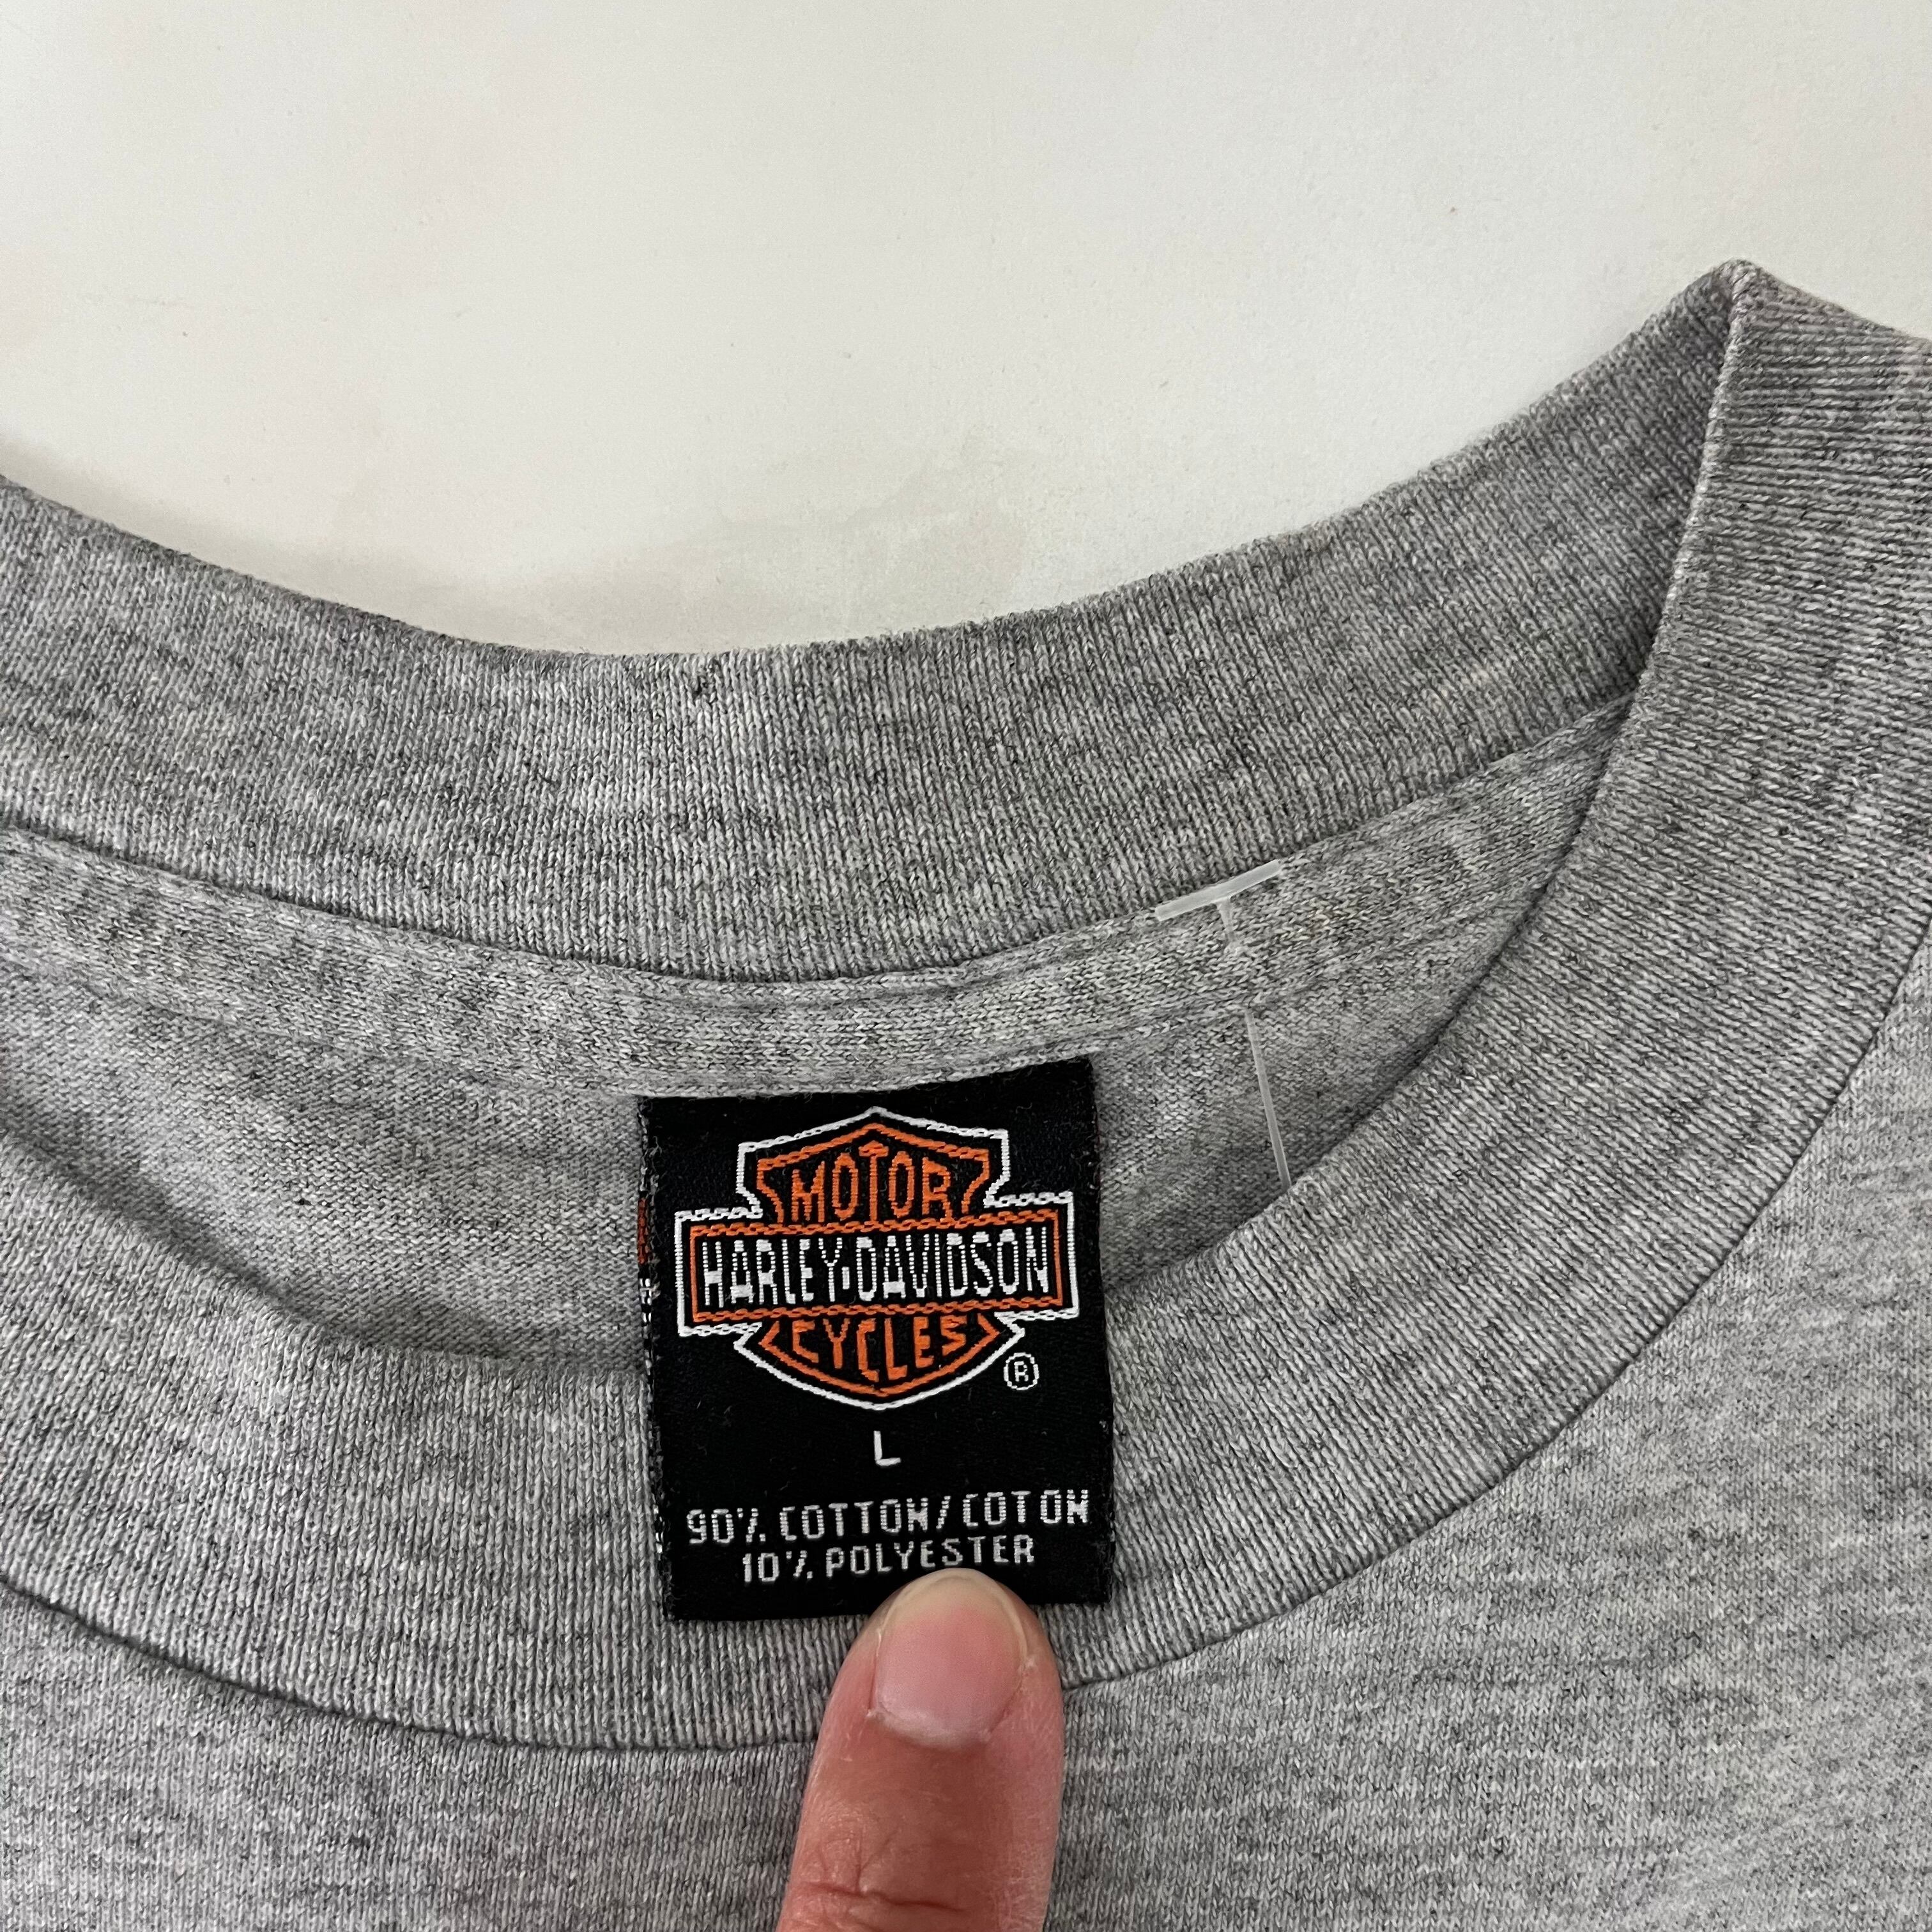 MOTOR
HARLEY-DAVIDSON
CYCLES
®
L
90% COTTON/COTON
10% POLYESTER